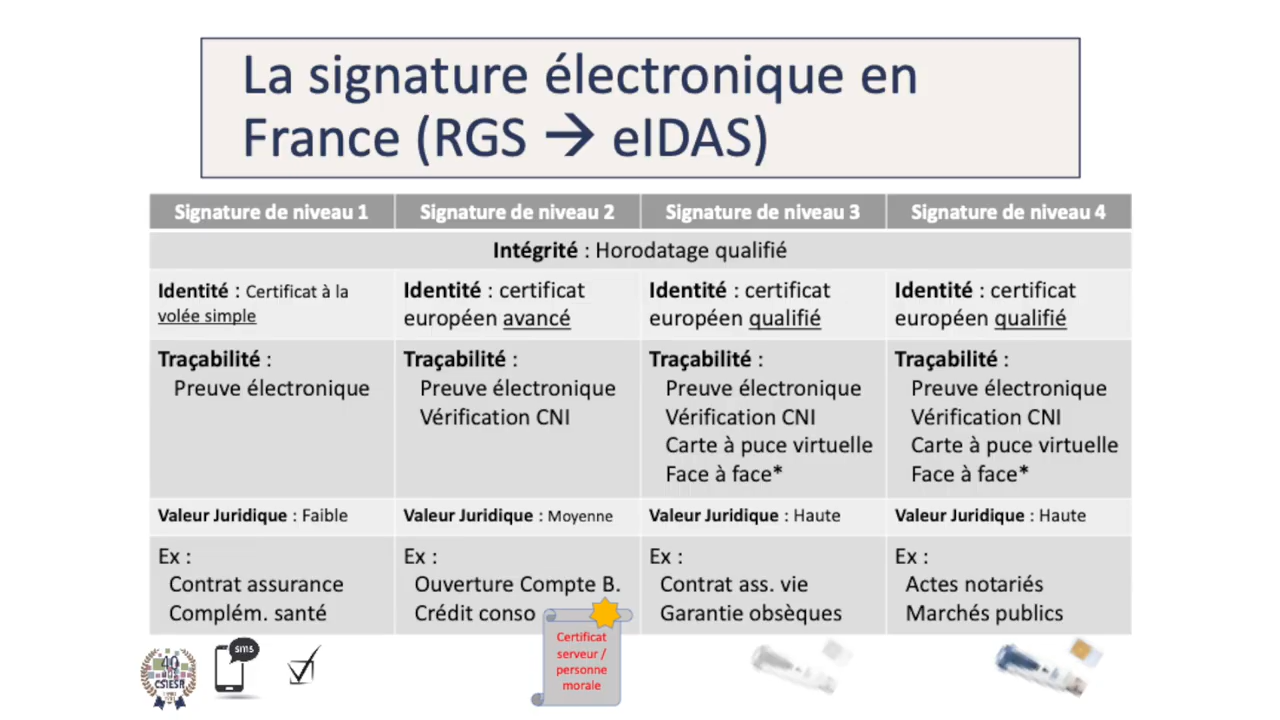 La signature électronique en
France (RGS → eIDAS)
Signature de niveau 1
Signature de niveau 2
Signature de niveau 3
Signature de niveau 4
Intégrité : Horodatage qualifié
Identité : Certificat à la
volée simple
Identité : certificat
européen avancé
Identité : certificat
européen qualifié
Identité : certificat
européen qualifié
Traçabilité :
Preuve électronique
Traçabilité :
Preuve électronique
Vérification CNI
Traçabilité :
Preuve électronique
Vérification CNI
Carte à puce virtuelle
Face à face*
Traçabilité :
Preuve électronique
Vérification CNI
Carte à puce virtuelle
Face à face*
Valeur Juridique : Faible
Valeur Juridique : Moyenne
Valeur Juridique : Haute
Valeur Juridique : Haute
Ex :
Contrat assurance
Complém. santé
Ex :
Ouverture Compte B.
Crédit conso
Ex :
Contrat ass. vie
Garantie obsèques
Ex :
Actes notariés
Marchés publics
40
CSIESR
sms
Certificat
serveur /
personne
morale